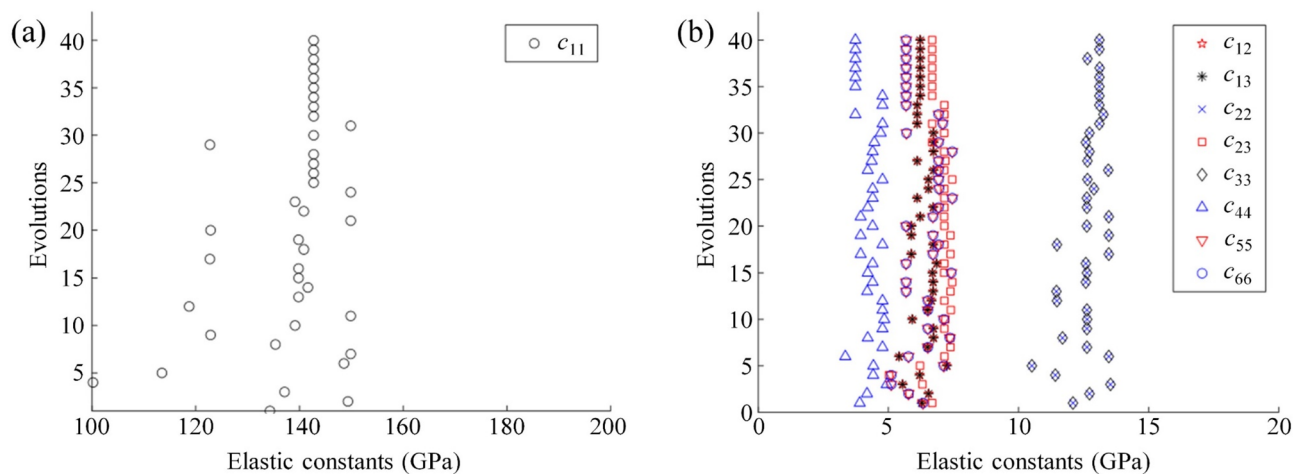 (a)
40
35
30
25
20
15
10
5
100 120 140 160 180 200
Evolutions
Elastic constants (GPa)
c11
(b)
40
35
30
25
20
15
10
5
0
0 5 10 15 20
Evolutions
Elastic constants (GPa)
c12
c13
c22
c23
c33
c44
c55
c66